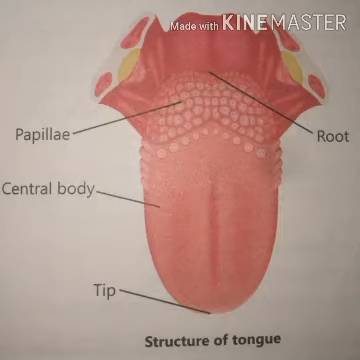 Made with KINEMASTER
Papillae
Root
Central body
Tip
Structure of tongue